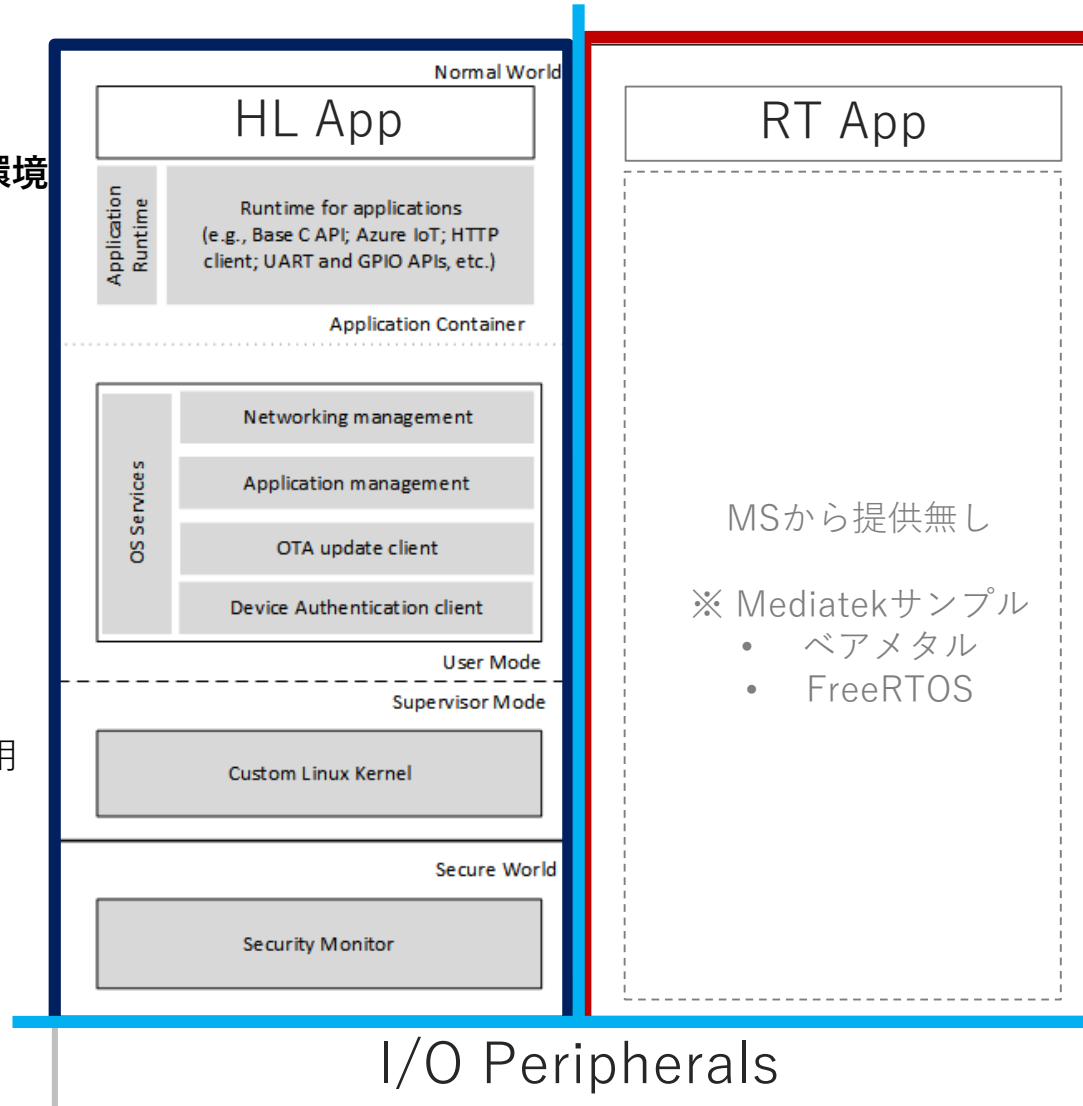 環境
用
Normal World
HL App
Application
Runtime
Runtime for applications
(e.g., Base C API; Azure IoT; HTTP
client; UART and GPIO APIs, etc.)
Application Container
OS Services
Networking management
Application management
OTA update client
Device Authentication client
User Mode
Supervisor Mode
Custom Linux Kernel
Secure World
Security Monitor
RT App
MSから提供無し
※ Mediatekサンプル
• ベアメタル
• FreeRTOS
I/O Peripherals